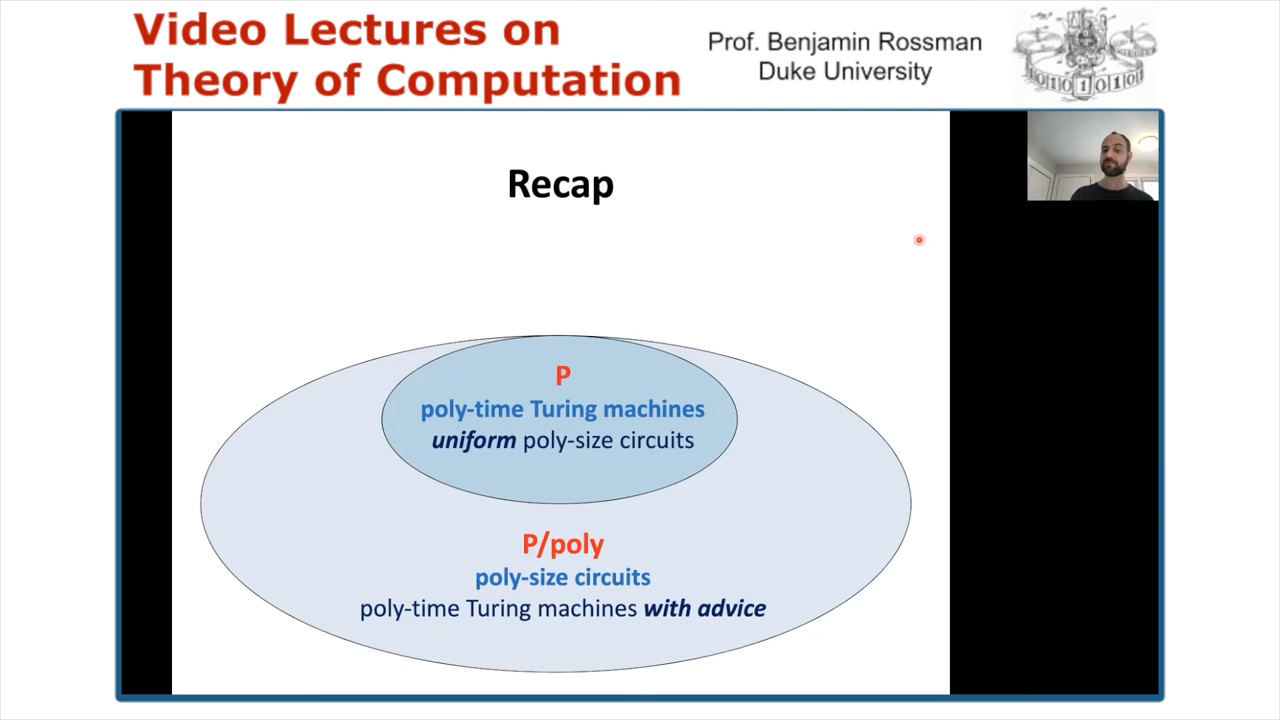 Video Lectures on
Theory of Computation
Prof. Benjamin Rossman
Duke University
Recap
P
poly-time Turing machines
uniform poly-size circuits
P/poly
poly-size circuits
poly-time Turing machines with advice